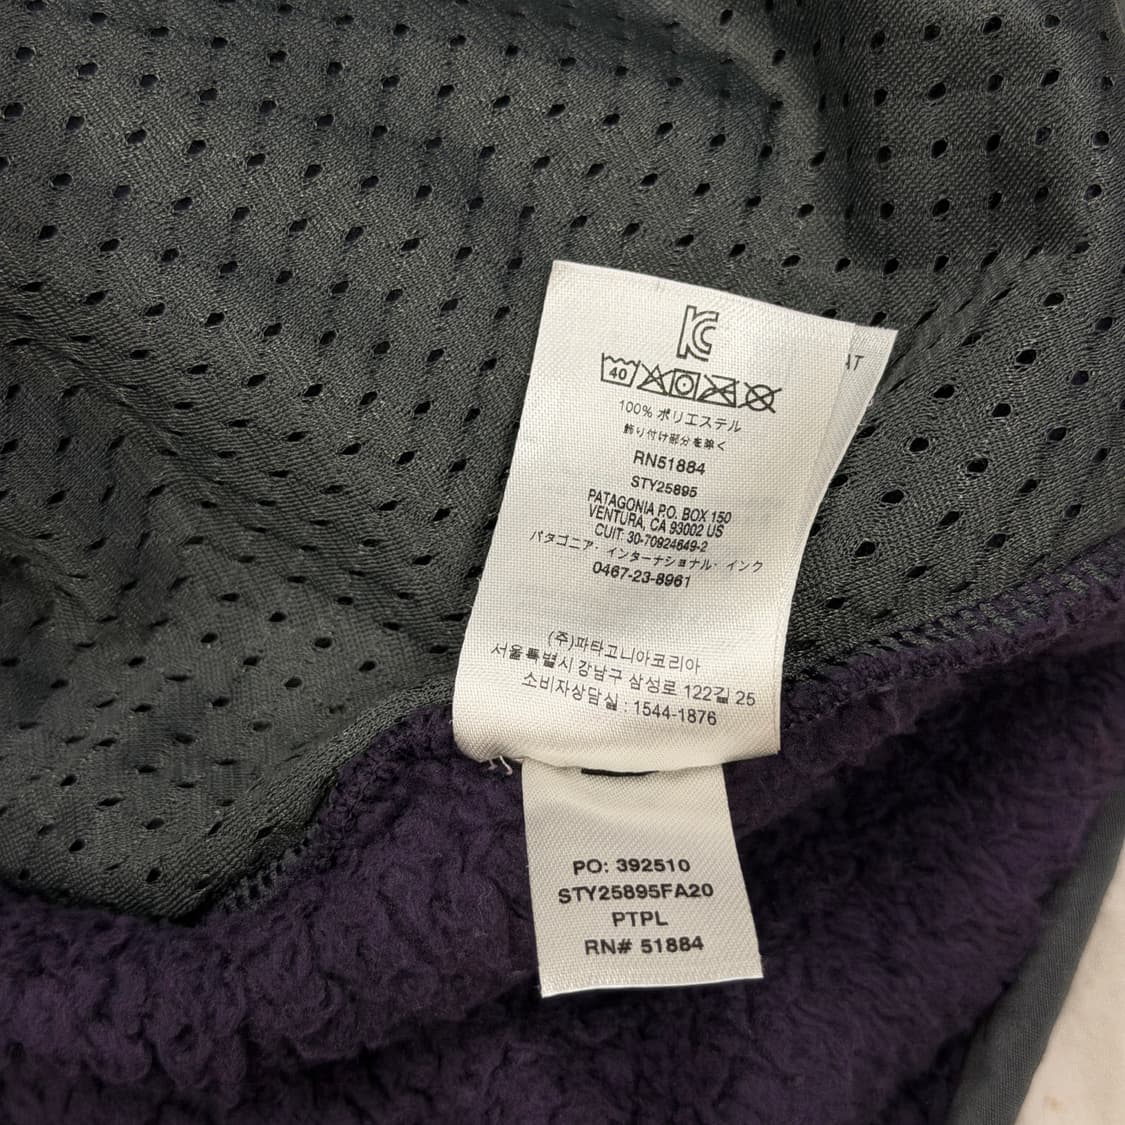 KC
AT
40
100% ポリエステル
飾り付け部分を除く
RN51884
STY25895
PATAGONIA P.O. BOX 150
VENTURA, CA 93002 US
CUIT: 30-70924649-2
パタゴニア・インターナショナル・インク
0467-23-8961
(주)파타고니아코리아
서울특별시 강남구 삼성로 122길 25
소비자상담실 : 1544-1876
PO: 392510
STY25895FA20
PTPL
RN# 51884